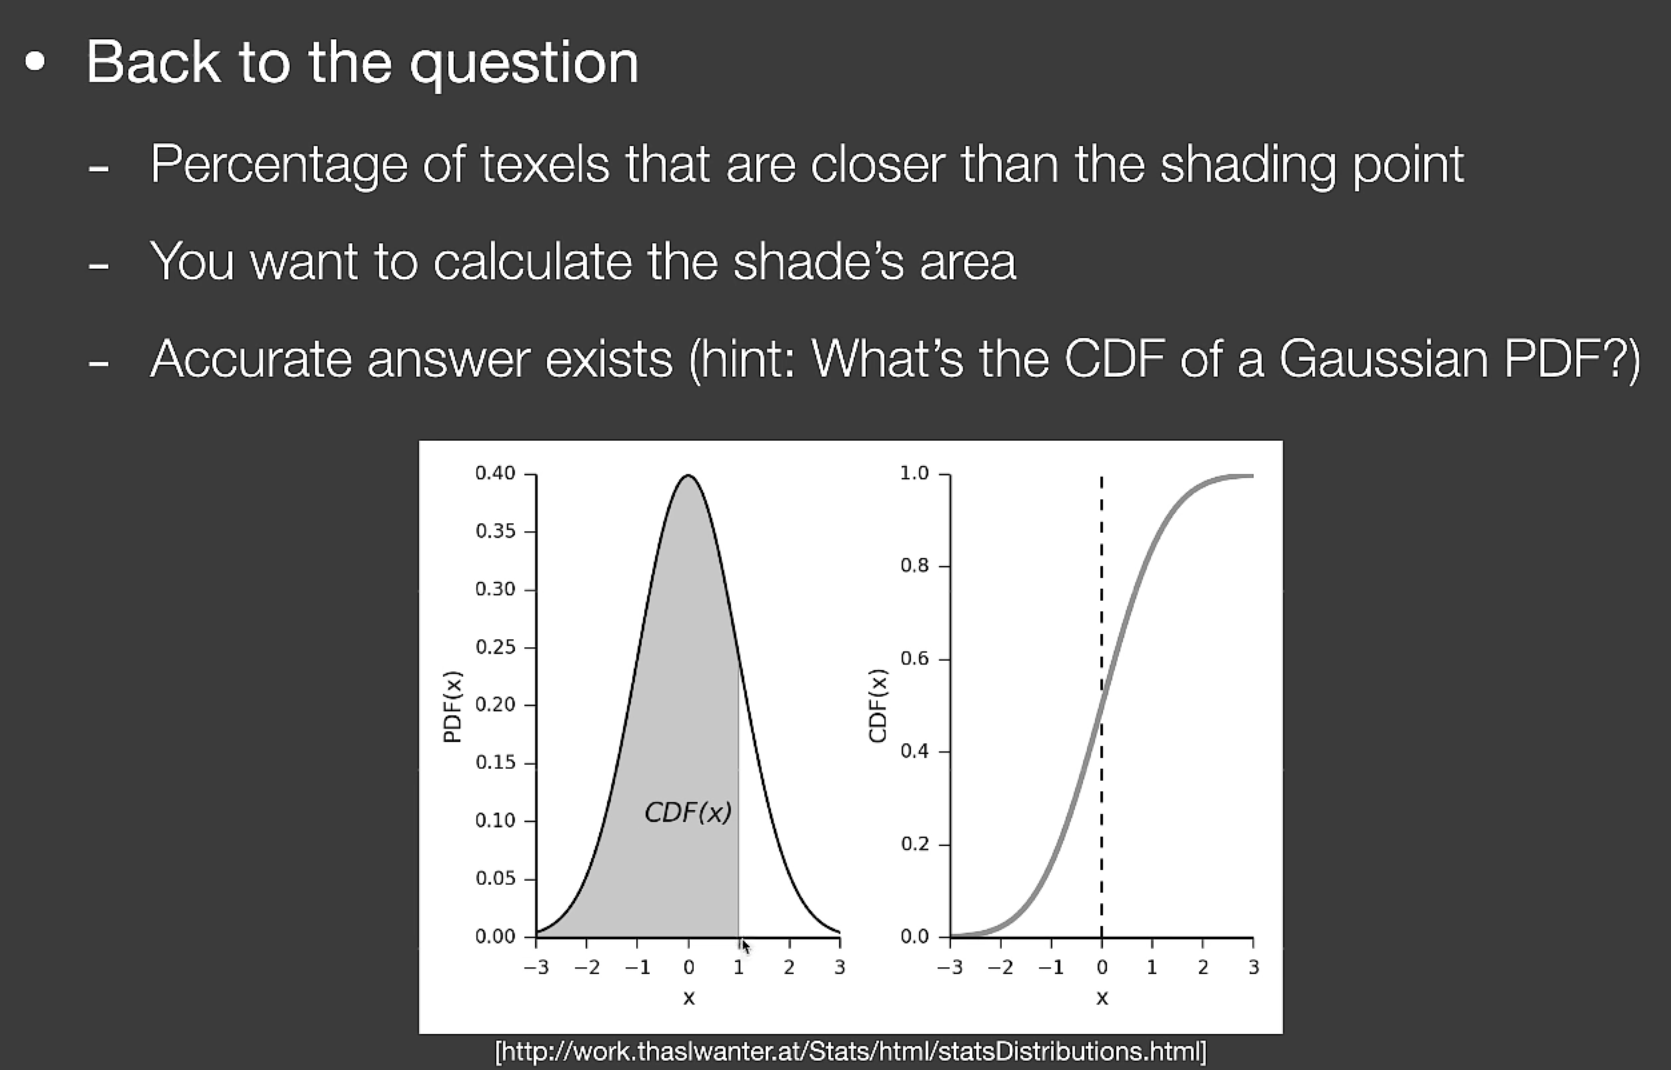 • Back to the question
- Percentage of texels that are closer than the shading point
- You want to calculate the shade's area
- Accurate answer exists (hint: What's the CDF of a Gaussian PDF?)
0.40
0.35
0.30
0.25
0.20
0.15
0.10
0.05
0.00
PDF(x)
CDF(x)
−3 −2 −1 0 1 2 3
x
1.0
0.8
0.6
0.4
0.2
0.0
CDF(x)
−3 −2 −1 0 1 2 3
x
[http://work.thaslwanter.at/Stats/html/statsDistributions.html]